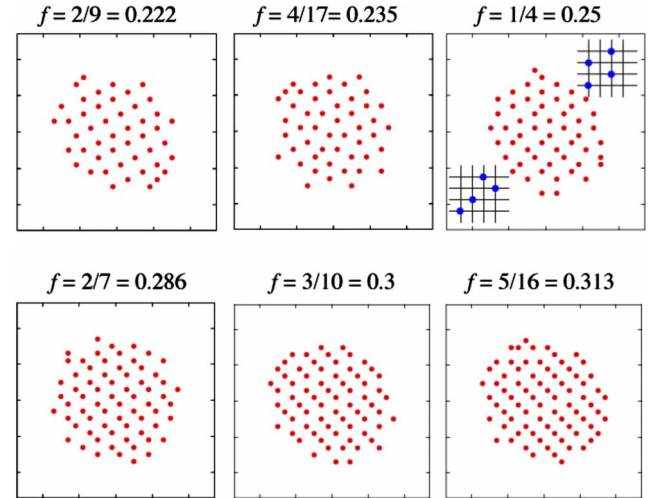 f = 2/9 = 0.222
f = 4/17= 0.235
f = 1/4 = 0.25
f = 2/7 = 0.286
f = 3/10 = 0.3
f = 5/16 = 0.313